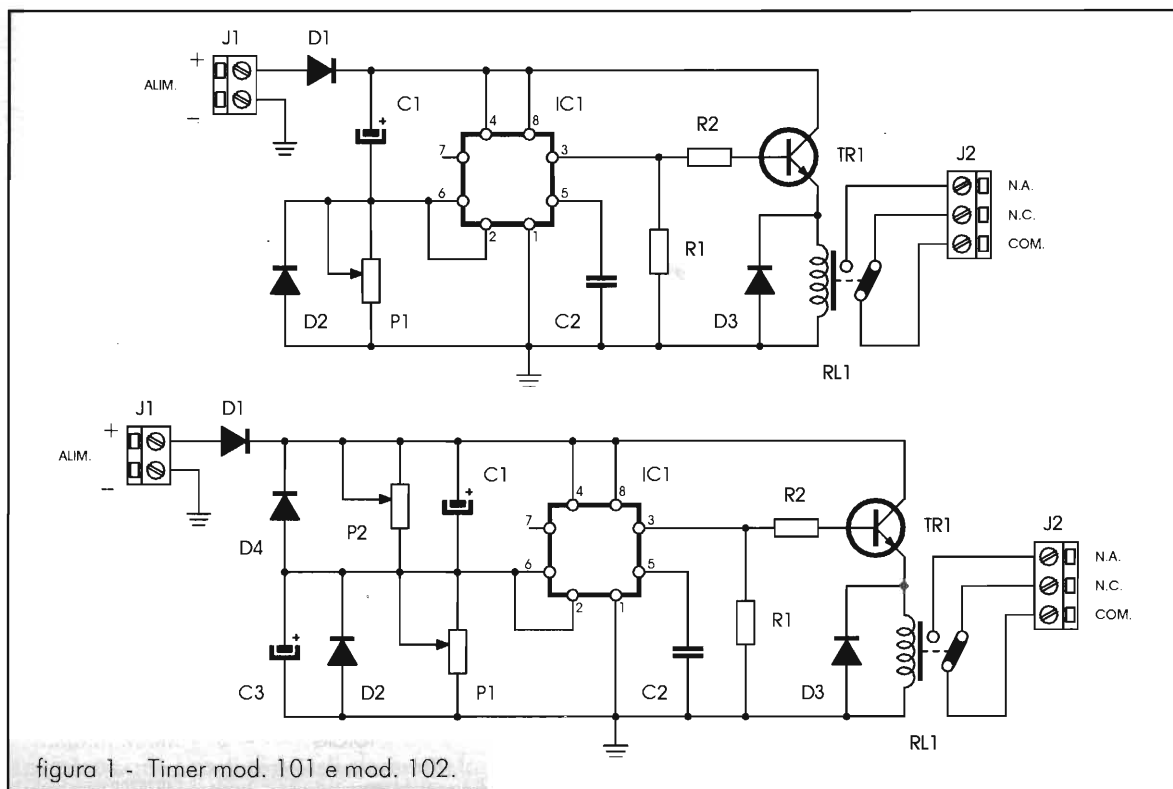 J1
D1
+
ALIM.
−
C1
IC1
4
8
7
3
6
5
2
1
R2
TR1
J2
N.A.
N.C.
COM.
R1
D2
P1
C2
D3
RL1
+
J1
D1
+
ALIM.
−
C1
+
IC1
4
8
7
3
6
5
2
1
P2
D4
R2
TR1
J2
N.A.
N.C.
COM.
R1
+
C3
D2
P1
C2
D3
RL1
figura 1 - Timer mod. 101 e mod. 102.